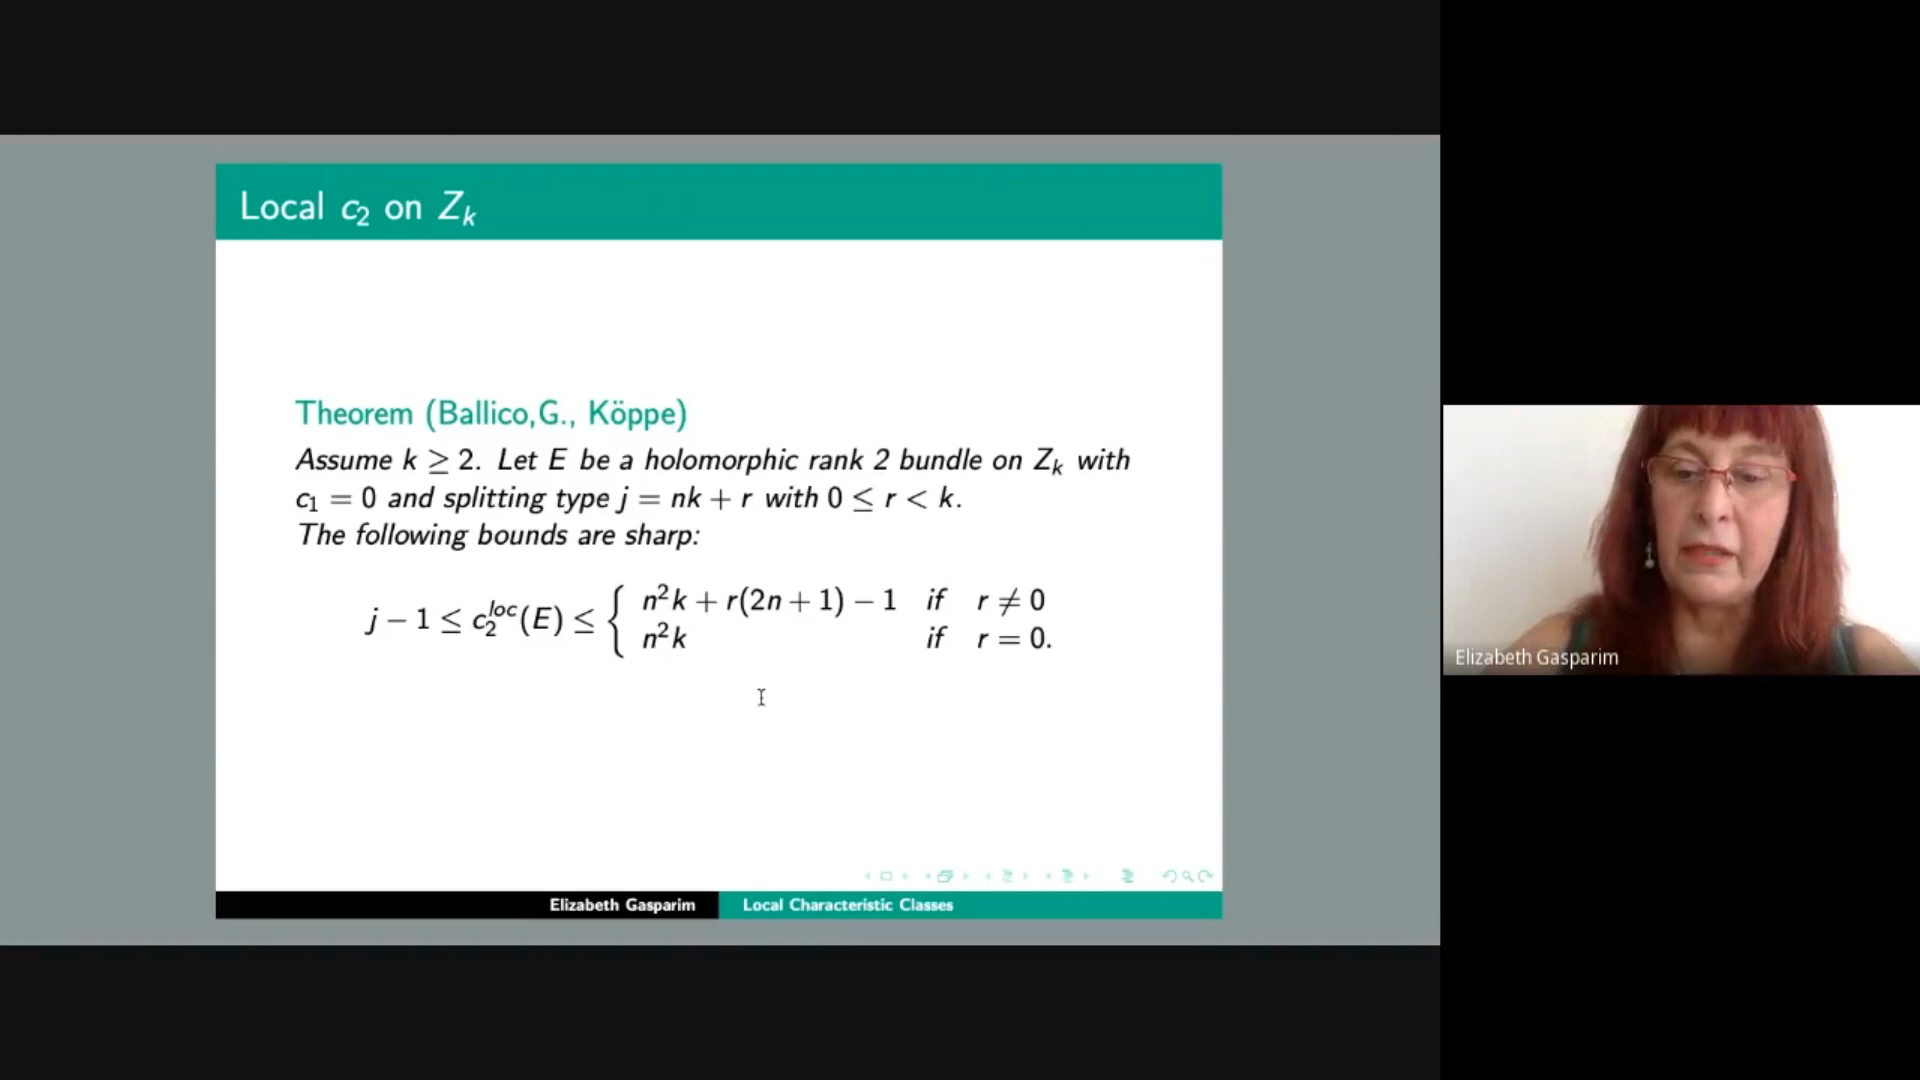 Local c₂ on Zₖ
Theorem (Ballico,G., Köppe)
Assume k ≥ 2. Let E be a holomorphic rank 2 bundle on Zₖ with
c₁ = 0 and splitting type j = nk + r with 0 ≤ r < k.
The following bounds are sharp:
j − 1 ≤ c₂ˡᵒᶜ(E) ≤ { n²k + r(2n + 1) − 1 if r ≠ 0
n²k if r = 0.
Elizabeth Gasparim
Local Characteristic Classes
Elizabeth Gasparim